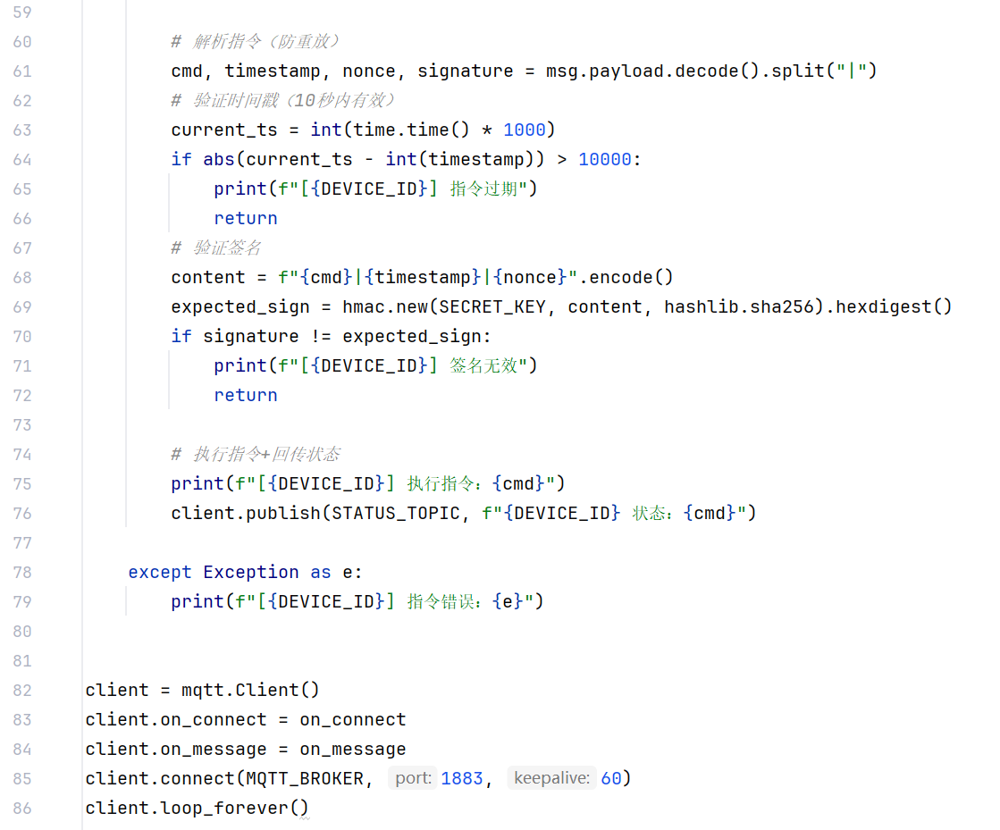 59
60 # 解析指令（防重放）
61 cmd, timestamp, nonce, signature = msg.payload.decode().split("|")
62 # 验证时间戳（10秒内有效）
63 current_ts = int(time.time() * 1000)
64 if abs(current_ts - int(timestamp)) > 10000:
65 print(f"[{DEVICE_ID}] 指令过期")
66 return
67 # 验证签名
68 content = f"{cmd}|{timestamp}|{nonce}".encode()
69 expected_sign = hmac.new(SECRET_KEY, content, hashlib.sha256).hexdigest()
70 if signature != expected_sign:
71 print(f"[{DEVICE_ID}] 签名无效")
72 return
73
74 # 执行指令+回传状态
75 print(f"[{DEVICE_ID}] 执行指令：{cmd}")
76 client.publish(STATUS_TOPIC, f"{DEVICE_ID} 状态：{cmd}")
77
78 except Exception as e:
79 print(f"[{DEVICE_ID}] 指令错误：{e}")
80
81
82 client = mqtt.Client()
83 client.on_connect = on_connect
84 client.on_message = on_message
85 client.connect(MQTT_BROKER, port: 1883, keepalive: 60)
86 client.loop_forever()